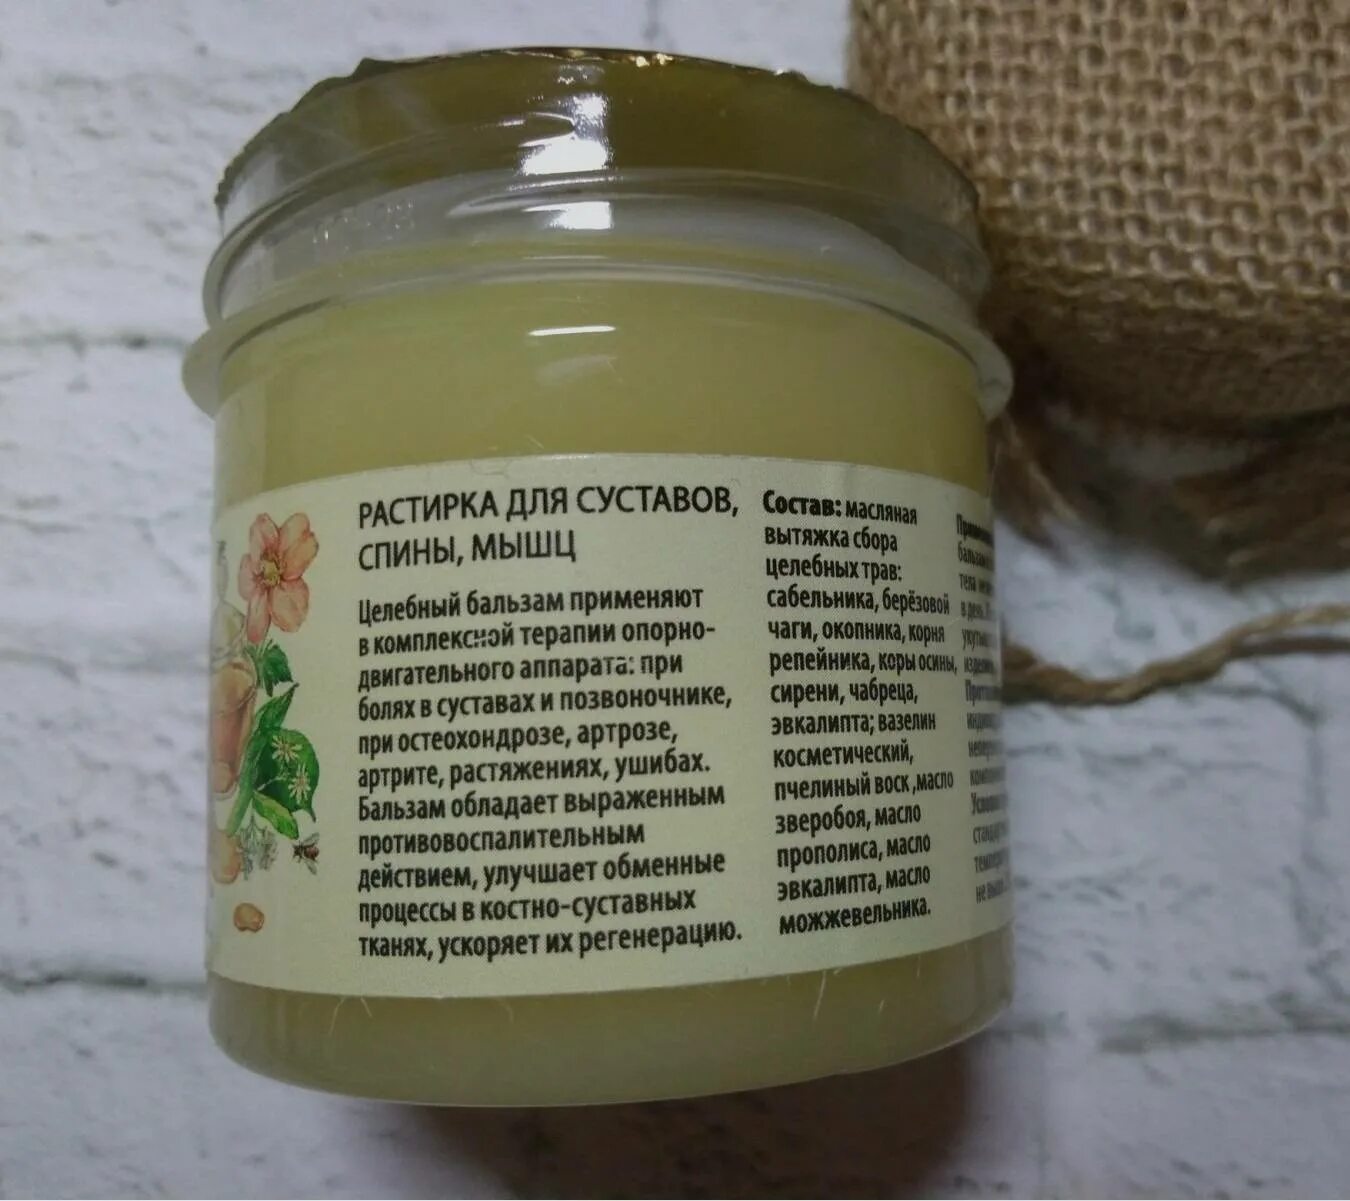 РАСТИРКА ДЛЯ СУСТАВОВ,
СПИНЫ, МЫШЦ
Целебный бальзам применяют
в комплексной терапии опорно-
двигательного аппарата: при
болях в суставах и позвоночнике,
при остеохондрозе, артрозе,
артрите, растяжениях, ушибах.
Бальзам обладает выраженным
противовоспалительным
действием, улучшает обменные
процессы в костно-суставных
тканях, ускоряет их регенерацию.
Состав: масляная
вытяжка сбора
целебных трав:
сабельника, берёзовой
чаги, окопника, корня
репейника, коры осины,
сирени, чабреца,
эвкалипта; вазелин
косметический,
пчелиный воск ,масло
зверобоя, масло
прополиса, масло
эвкалипта, масло
можжевельника.
тела
в день.